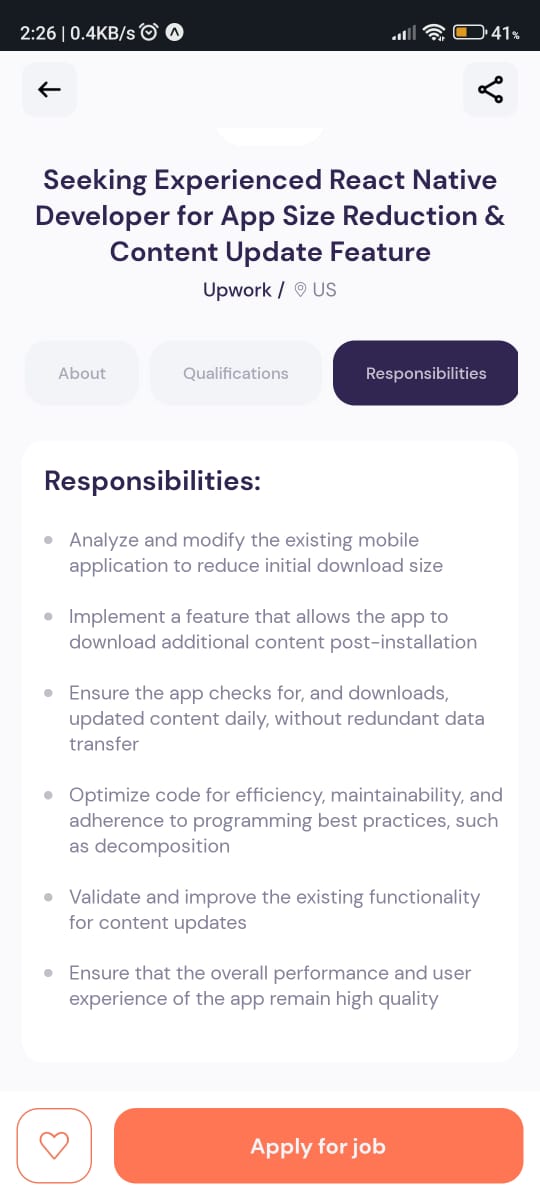 2:26 | 0.4KB/s 41%
Seeking Experienced React Native
Developer for App Size Reduction &
Content Update Feature
Upwork / US
About Qualifications Responsibilities
Responsibilities:
Analyze and modify the existing mobile
application to reduce initial download size
Implement a feature that allows the app to
download additional content post-installation
Ensure the app checks for, and downloads,
updated content daily, without redundant data
transfer
Optimize code for efficiency, maintainability, and
adherence to programming best practices, such
as decomposition
Validate and improve the existing functionality
for content updates
Ensure that the overall performance and user
experience of the app remain high quality
Apply for job